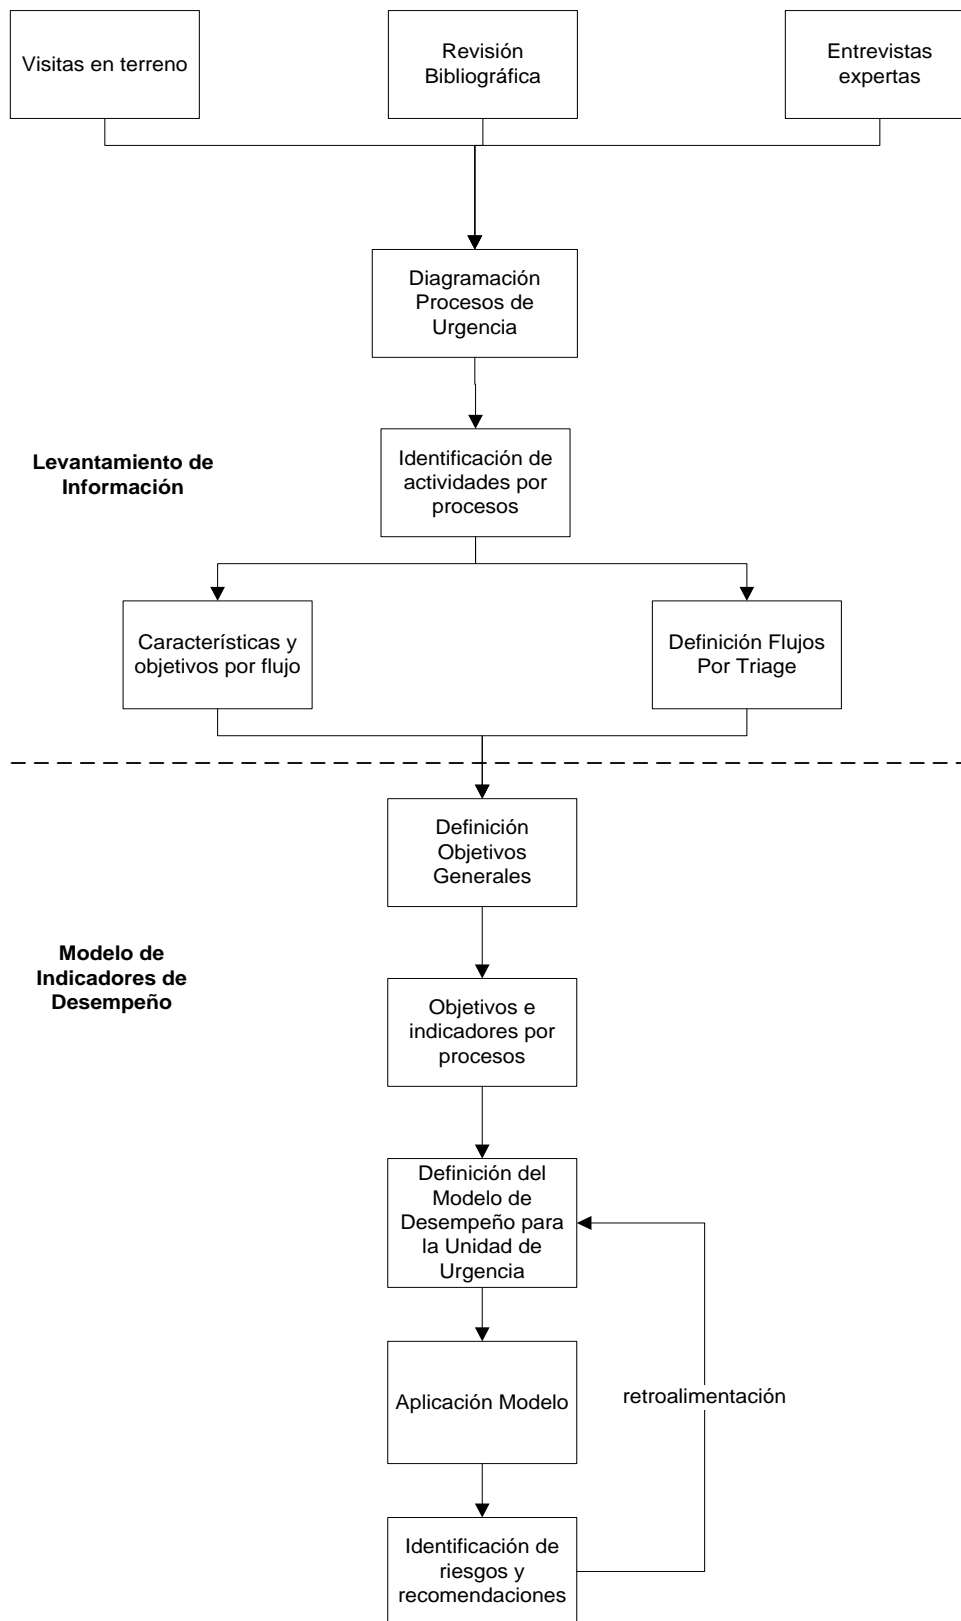 Visitas en terreno
Revisión
Bibliográfica
Entrevistas
expertas
Diagramación
Procesos de
Urgencia
Levantamiento de
Información
Identificación de
actividades por
procesos
Características y
objetivos por flujo
Definición Flujos
Por Triage
Definición
Objetivos
Generales
Modelo de
Indicadores de
Desempeño
Objetivos e
indicadores por
procesos
Definición del
Modelo de
Desempeño para
la Unidad de
Urgencia
Aplicación Modelo
retroalimentación
Identificación de
riesgos y
recomendaciones